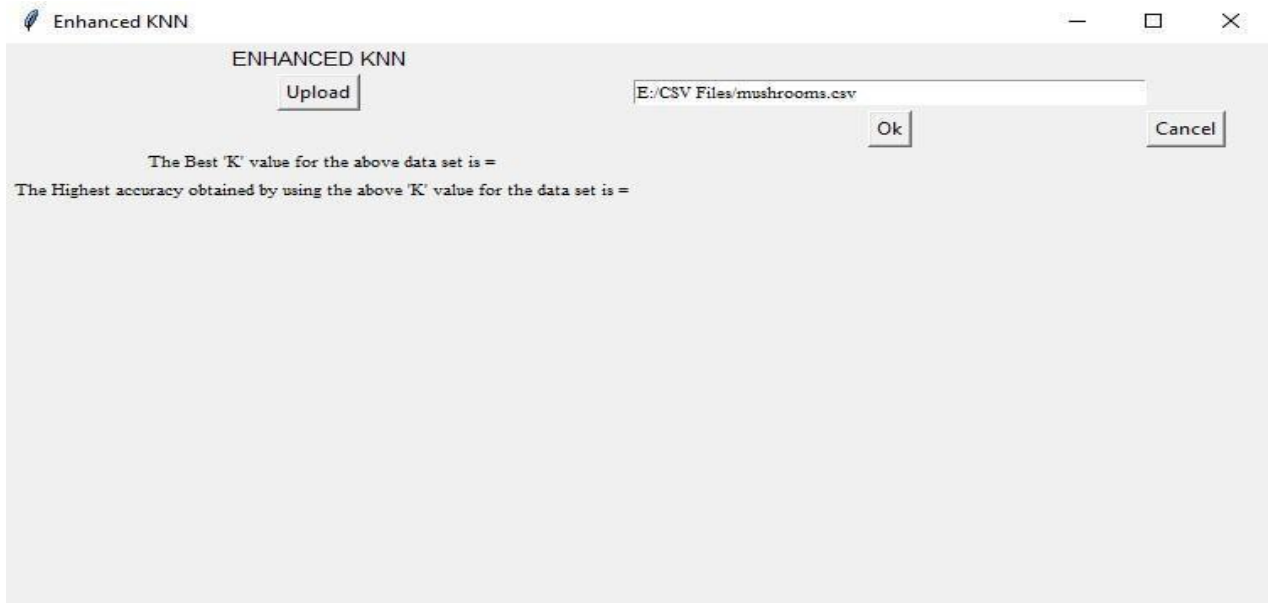 Enhanced KNN
ENHANCED KNN
Upload
E:/CSV Files/mushrooms.csv
Ok
Cancel
The Best 'K' value for the above data set is =
The Highest accuracy obtained by using the above 'K' value for the data set is =